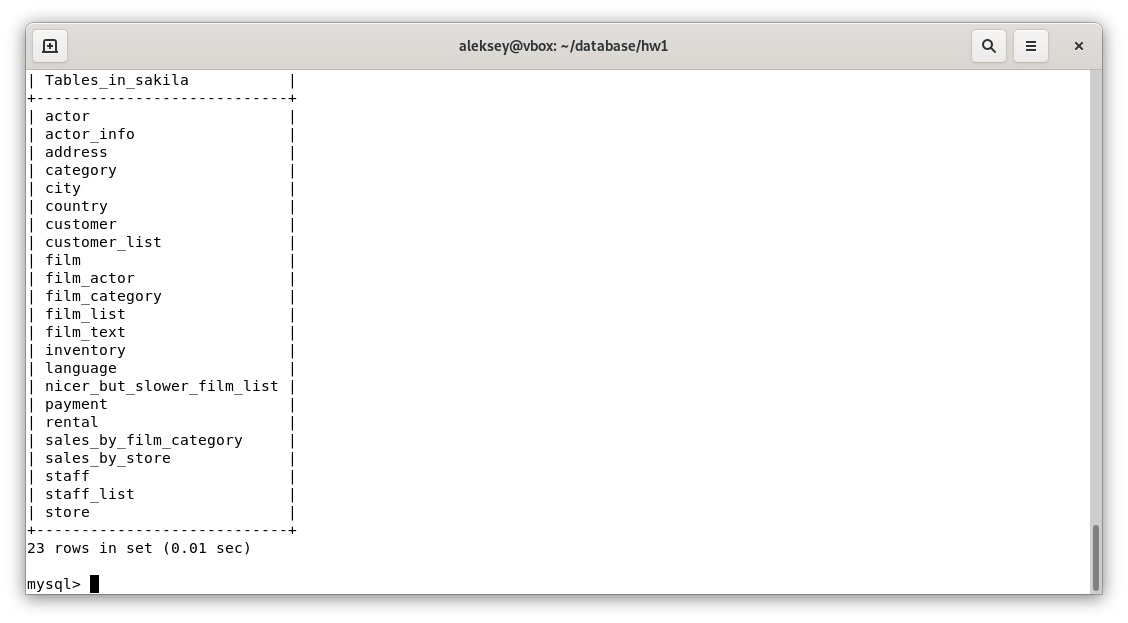 aleksey@vbox: ~/database/hw1
| Tables_in_sakila           |
+----------------------------+
| actor                      |
| actor_info                 |
| address                    |
| category                   |
| city                       |
| country                    |
| customer                   |
| customer_list              |
| film                       |
| film_actor                 |
| film_category              |
| film_list                  |
| film_text                  |
| inventory                  |
| language                   |
| nicer_but_slower_film_list |
| payment                    |
| rental                     |
| sales_by_film_category     |
| sales_by_store             |
| staff                      |
| staff_list                 |
| store                      |
+----------------------------+
23 rows in set (0.01 sec)
mysql>